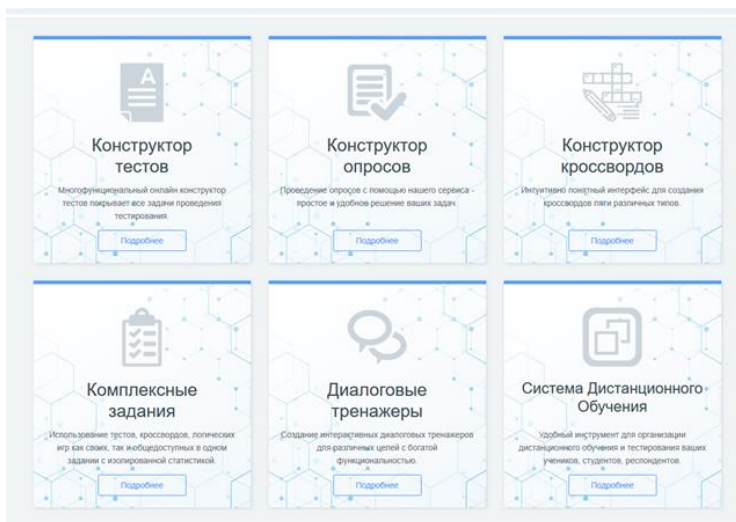 Конструктор
тестов
Многофункциональный онлайн конструктор
тестов покрывает все задачи проведения
тестирования.
Подробнее
Конструктор
опросов
Проведение опросов с помощью нашего сервиса -
простое и удобное решение ваших задач.
Подробнее
Конструктор
кроссвордов
Интуитивно понятный интерфейс для создания
кроссвордов пяти различных типов.
Подробнее
Комплексные
задания
Использование тестов, кроссвордов, логических
игр как своих, так и общедоступных в одном
задании с изолированной статистикой.
Подробнее
Диалоговые
тренажеры
Создание интерактивных диалоговых тренажеров
для различных целей с богатой
функциональностью.
Подробнее
Система Дистанционного
Обучения
Удобный инструмент для организации
дистанционного обучения и тестирования ваших
учеников, студентов, респондентов.
Подробнее